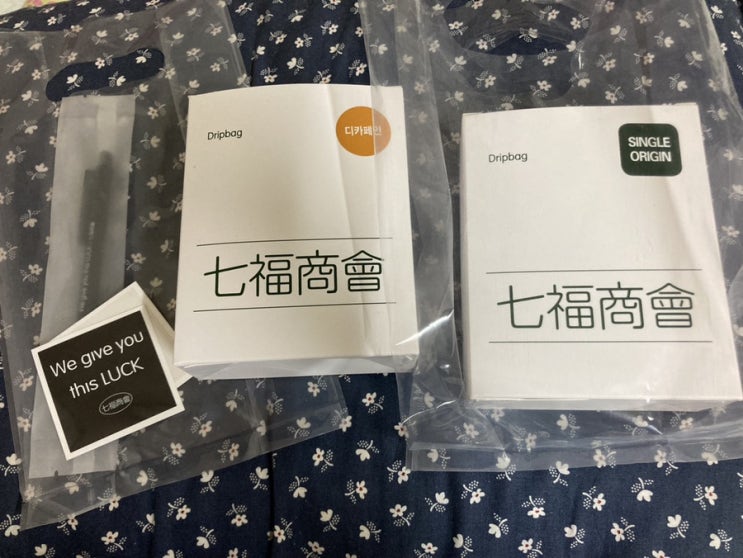 Dripbag
디카페인
七福商會
Dripbag
SINGLE
ORIGIN
七福商會
We give you
this LUCK
七福商會